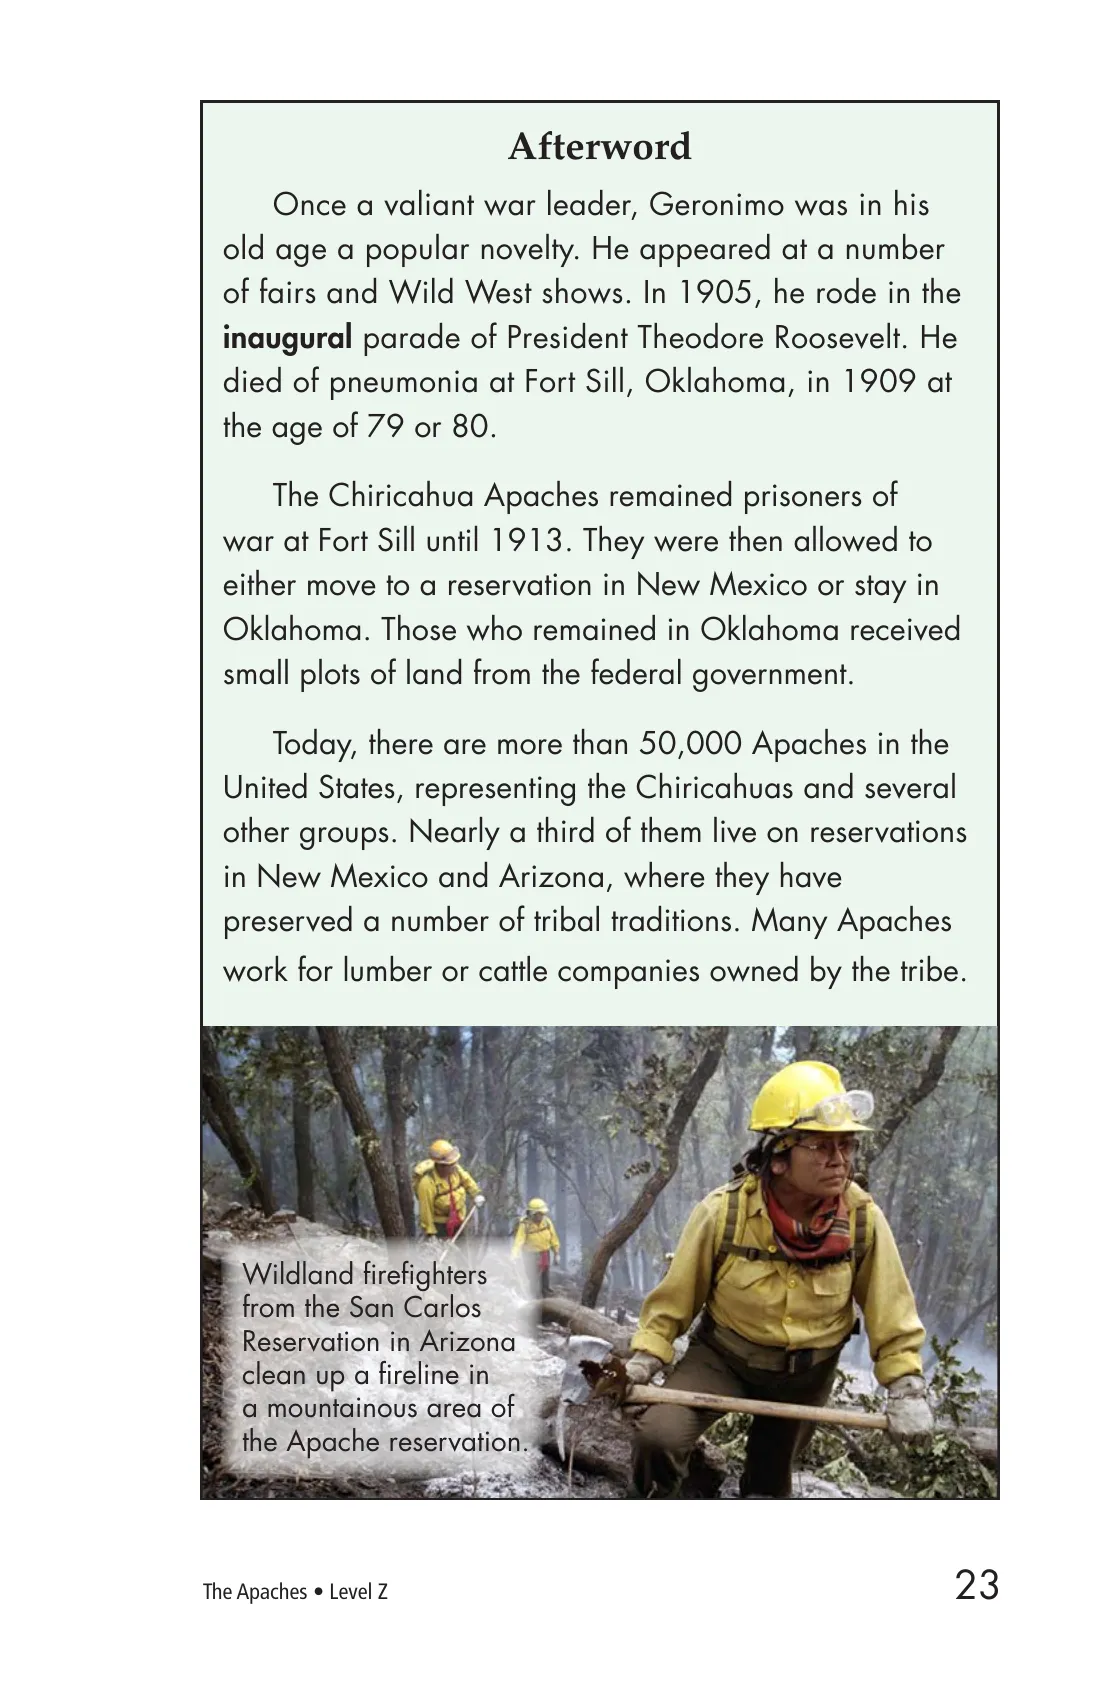 Afterword
Once a valiant war leader, Geronimo was in his
old age a popular novelty. He appeared at a number
of fairs and Wild West shows. In 1905, he rode in the
inaugural parade of President Theodore Roosevelt. He
died of pneumonia at Fort Sill, Oklahoma, in 1909 at
the age of 79 or 80.
The Chiricahua Apaches remained prisoners of
war at Fort Sill until 1913. They were then allowed to
either move to a reservation in New Mexico or stay in
Oklahoma. Those who remained in Oklahoma received
small plots of land from the federal government.
Today, there are more than 50,000 Apaches in the
United States, representing the Chiricahuas and several
other groups. Nearly a third of them live on reservations
in New Mexico and Arizona, where they have
preserved a number of tribal traditions. Many Apaches
work for lumber or cattle companies owned by the tribe.
Wildland firefighters
from the San Carlos
Reservation in Arizona
clean up a fireline in
a mountainous area of
the Apache reservation.
The Apaches • Level Z
23